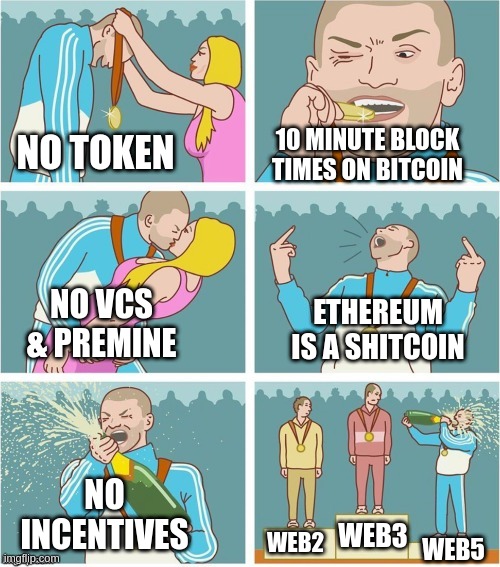 NO TOKEN
10 MINUTE BLOCK
TIMES ON BITCOIN
NO VCS
& PREMINE
ETHEREUM
IS A SHITCOIN
NO
INCENTIVES
WEB2
WEB3
WEB5
imgflip.com